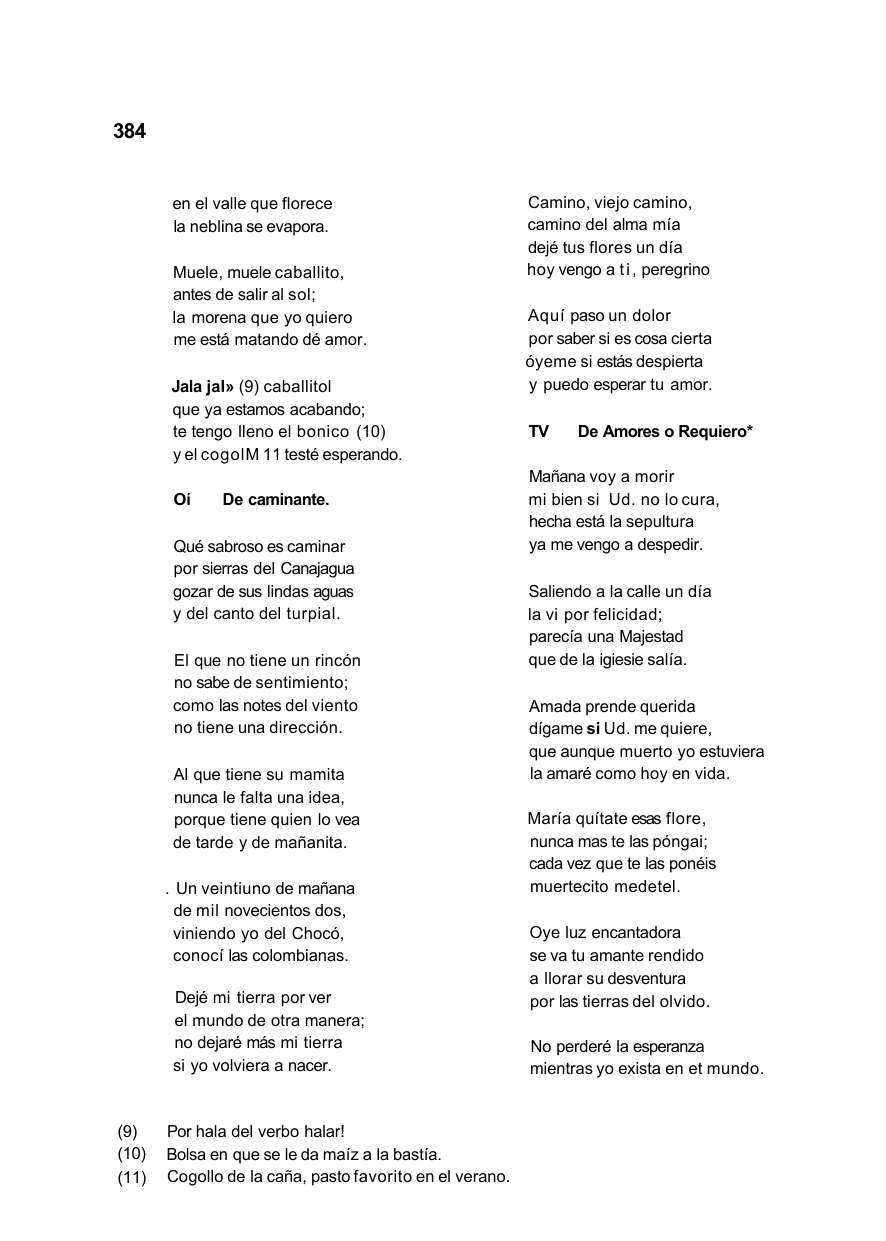 384
en el valle que florece
la neblina se evapora.
Muele, muele caballito,
antes de salir al sol;
la morena que yo quiero
me está matando dé amor.
Jala jal» (9) caballitol
que ya estamos acabando;
te tengo lleno el bonico (10)
y el cogolM 11 testé esperando.
Oí De caminante.
Qué sabroso es caminar
por sierras del Canajagua
gozar de sus lindas aguas
y del canto del turpial.
El que no tiene un rincón
no sabe de sentimiento;
como las notes del viento
no tiene una dirección.
Al que tiene su mamita
nunca le falta una idea,
porque tiene quien lo vea
de tarde y de mañanita.
. Un veintiuno de mañana
de mil novecientos dos,
viniendo yo del Chocó,
conocí las colombianas.
Dejé mi tierra por ver
el mundo de otra manera;
no dejaré más mi tierra
si yo volviera a nacer.
Camino, viejo camino,
camino del alma mía
dejé tus flores un día
hoy vengo a ti, peregrino
Aquí paso un dolor
por saber si es cosa cierta
óyeme si estás despierta
y puedo esperar tu amor.
TV De Amores o Requiero*
Mañana voy a morir
mi bien si Ud. no lo cura,
hecha está la sepultura
ya me vengo a despedir.
Saliendo a la calle un día
la vi por felicidad;
parecía una Majestad
que de la igiesie salía.
Amada prende querida
dígame si Ud. me quiere,
que aunque muerto yo estuviera
la amaré como hoy en vida.
María quítate esas flore,
nunca mas te las póngai;
cada vez que te las ponéis
muertecito medetel.
Oye luz encantadora
se va tu amante rendido
a llorar su desventura
por las tierras del olvido.
No perderé la esperanza
mientras yo exista en et mundo.
(9) Por hala del verbo halar!
(10) Bolsa en que se le da maíz a la bastía.
(11) Cogollo de la caña, pasto favorito en el verano.